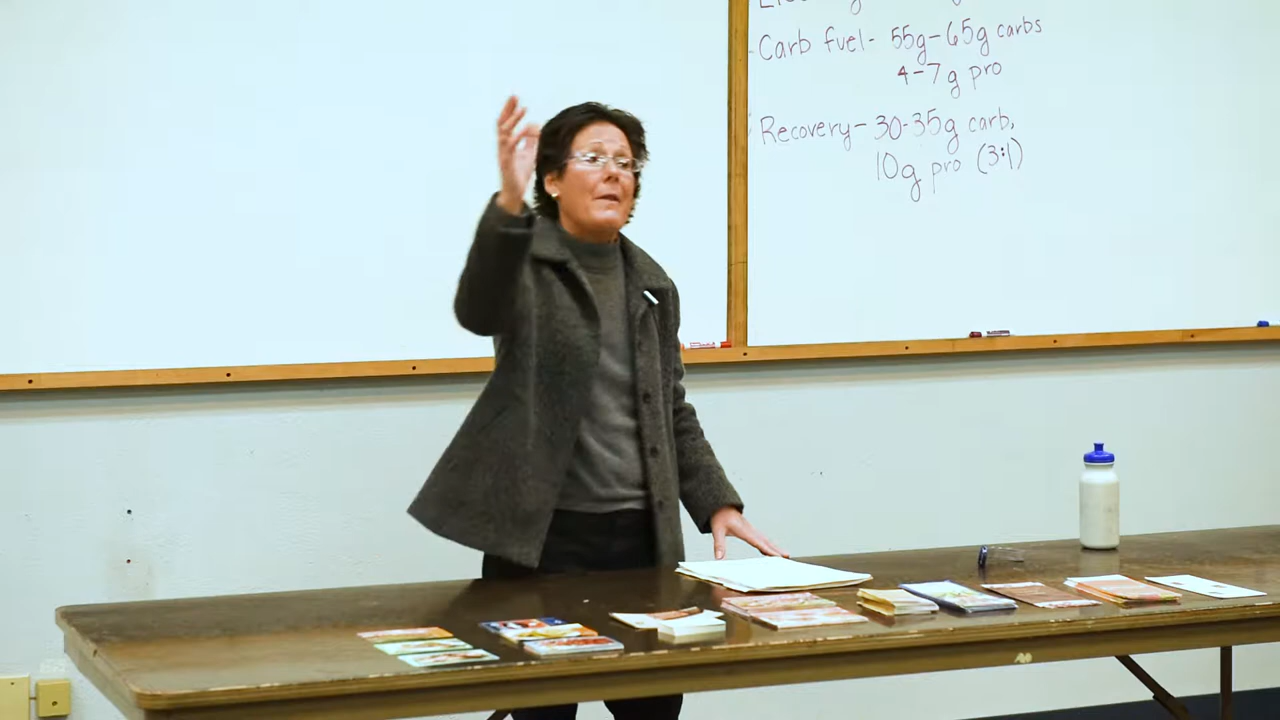 Carb fuel- 55g-65g carbs
4-7g pro
Recovery- 30-35g carb,
10g pro (3:1)